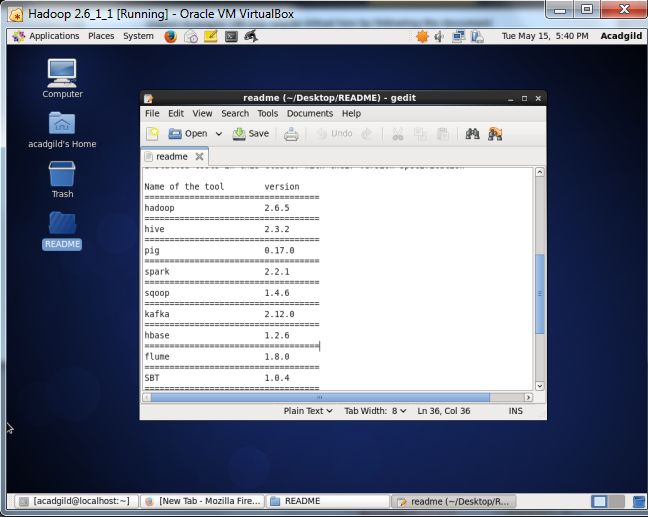 Hadoop 2.6_1_1 [Running] - Oracle VM VirtualBox
Applications Places System Tue May 15, 5:40 PM Acadgild
Computer
acadgild's Home
Trash
README
readme (~/Desktop/README) - gedit
File Edit View Search Tools Documents Help
Open Save Undo
readme
Name of the tool version
===================================
hadoop 2.6.5
===================================
hive 2.3.2
===================================
pig 0.17.0
===================================
spark 2.2.1
===================================
sqoop 1.4.6
===================================
kafka 2.12.0
===================================
hbase 1.2.6
===================================
flume 1.8.0
===================================
SBT 1.0.4
===================================
Plain Text Tab Width: 8 Ln 36, Col 36 INS
[acadgild@localhost:~] [New Tab - Mozilla Fire... README readme (~/Desktop/R...